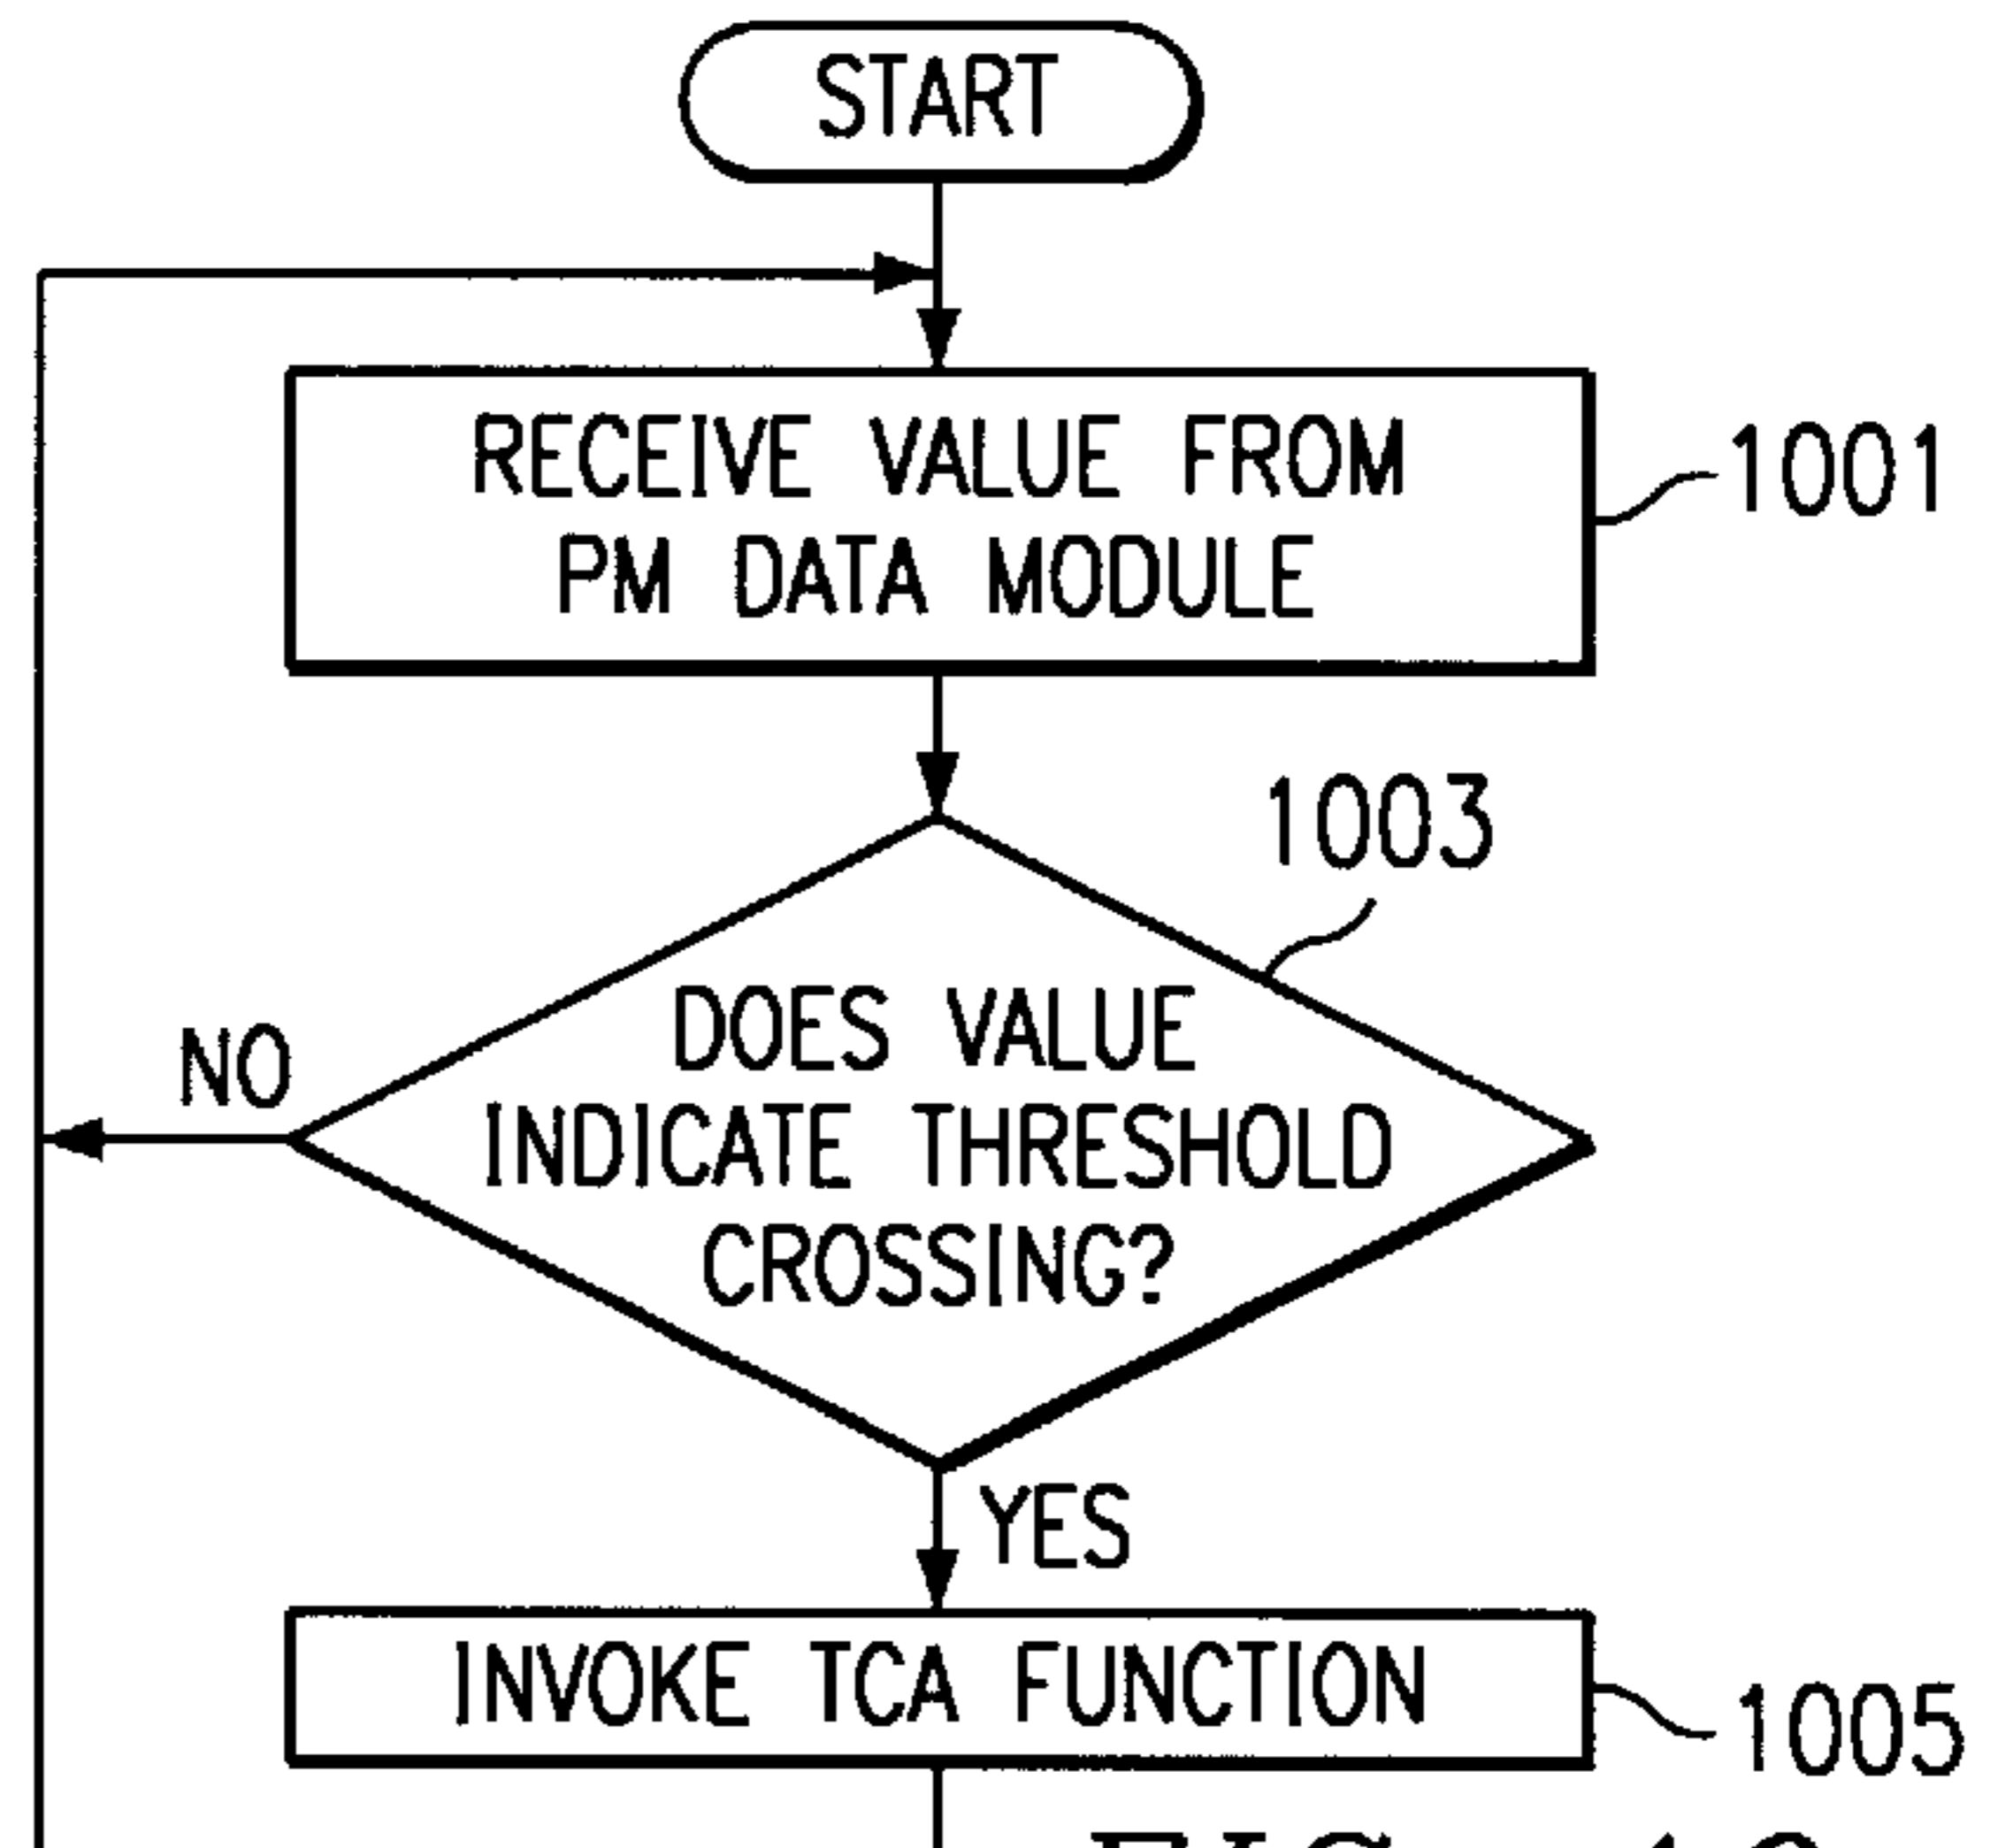 START
RECEIVE VALUE FROM
PM DATA MODULE
1001
1003
DOES VALUE
INDICATE THRESHOLD
CROSSING?
NO
YES
INVOKE TCA FUNCTION
1005